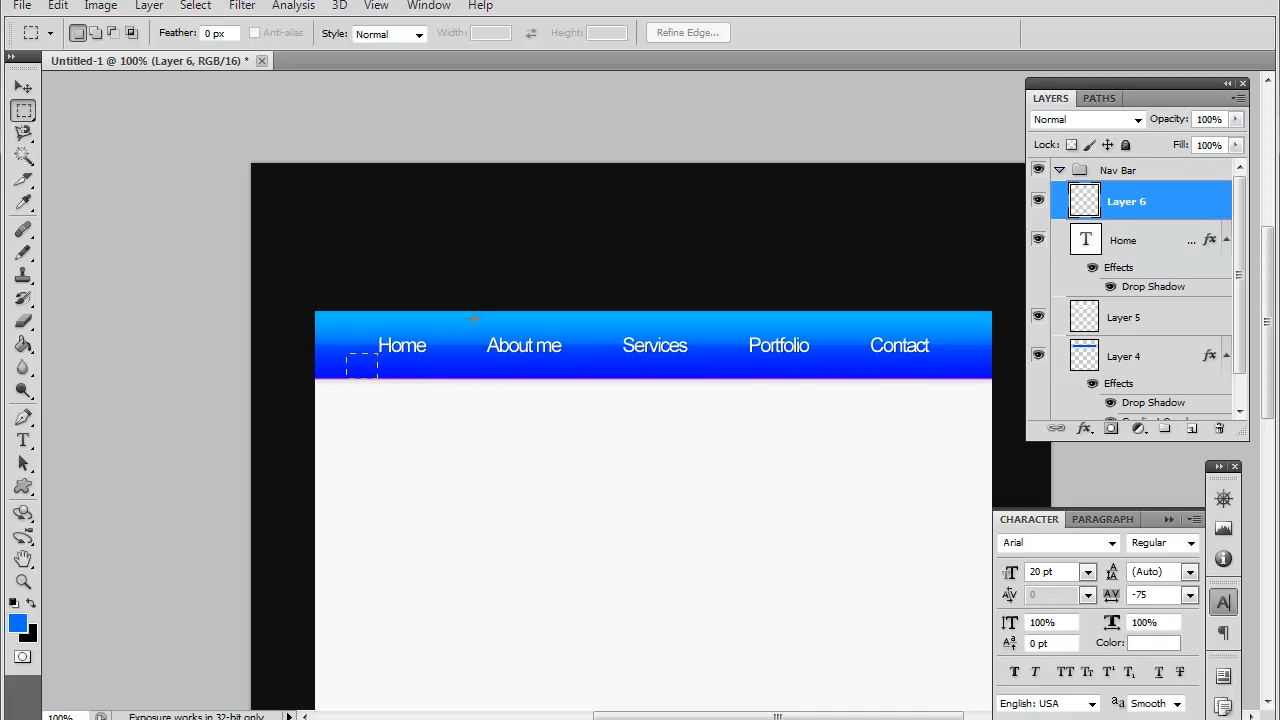 File Edit Image Layer Select Filter Analysis 3D View Window Help
Feather: 0 px Anti-alias Style: Normal Width: Height: Refine Edge...
Untitled-1 @ 100% (Layer 6, RGB/16) *
LAYERS PATHS
Normal Opacity: 100%
Lock: Fill: 100%
Nav Bar
Layer 6
T Home ... fx
Effects
Drop Shadow
Layer 5
Layer 4 fx
Effects
Drop Shadow
Home About me Services Portfolio Contact
CHARACTER PARAGRAPH
Arial Regular
20 pt (Auto)
0 -75
100% 100%
0 pt Color:
English: USA aa Smooth
100% Exposure works in 32-bit only